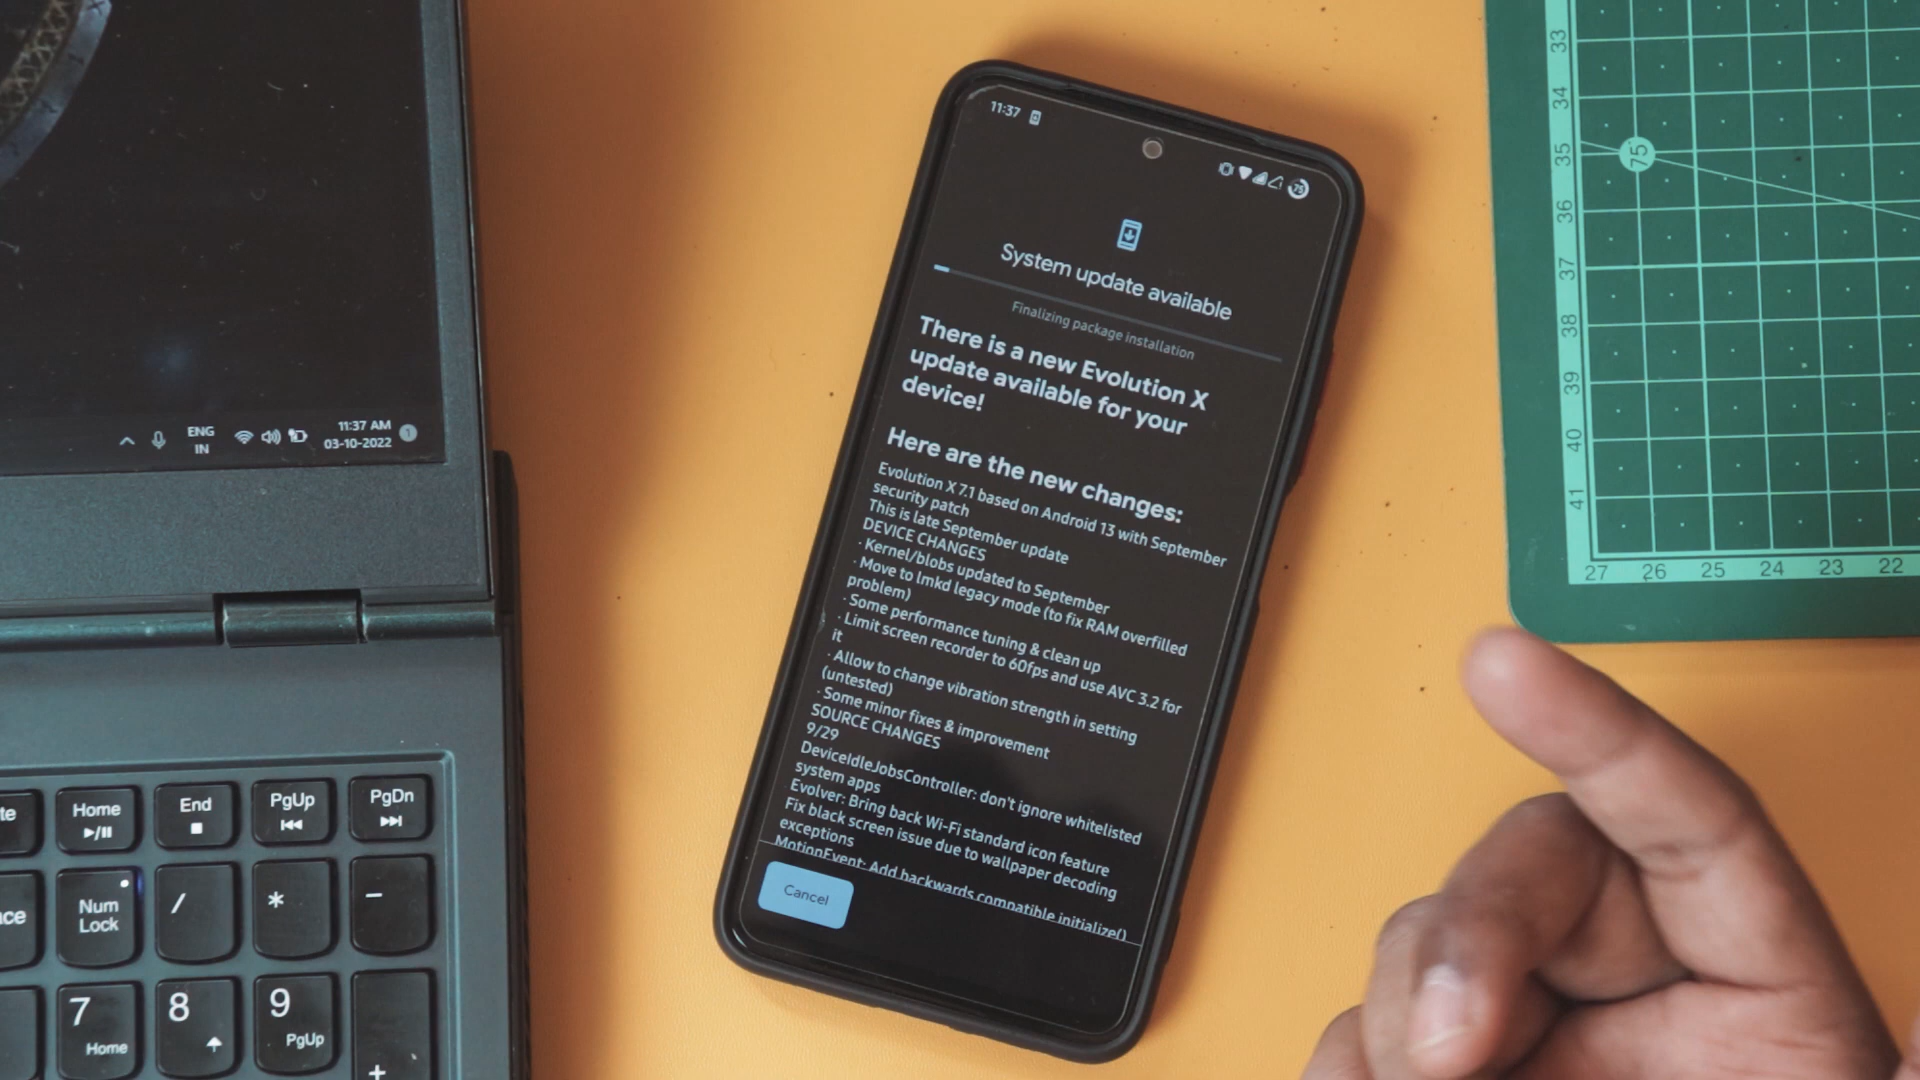 11:37
75
System update available
Finalizing package installation
There is a new Evolution X
update available for your
device!
Here are the new changes:
Evolution X 7.1 based on Android 13 with September
security patch
This is late September update
DEVICE CHANGES
· Kernel/blobs updated to September
· Move to lmkd legacy mode (to fix RAM overfilled
problem)
· Some performance tuning & clean up
· Limit screen recorder to 60fps and use AVC 3.2 for
it
· Allow to change vibration strength in setting
(untested)
· Some minor fixes & improvement
SOURCE CHANGES
9/29
DeviceIdleJobsController: don't ignore whitelisted
system apps
Evolver: Bring back Wi-Fi standard icon feature
Fix black screen issue due to wallpaper decoding
exceptions
MotionEvent: Add backwards compatible initialize()
Cancel
ENG
IN
11:37 AM
03-10-2022
1
Home
End
PgUp
PgDn
Num
Lock
/
*
-
7
Home
8
9
PgUp
+
33
34
35
36
37
38
39
40
41
75
27 26 25 24 23 22